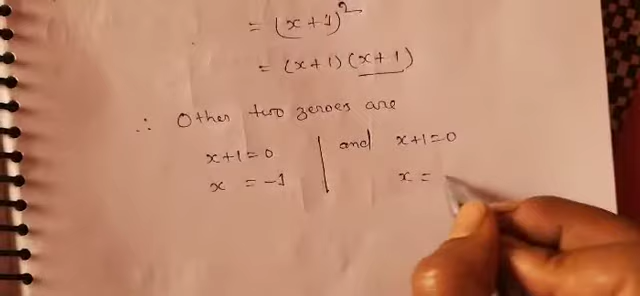 = (x+1)²
= (x+1) (x+1)
∴ Other two zeroes are
x+1=0 | and x+1=0
x = -1 | x =